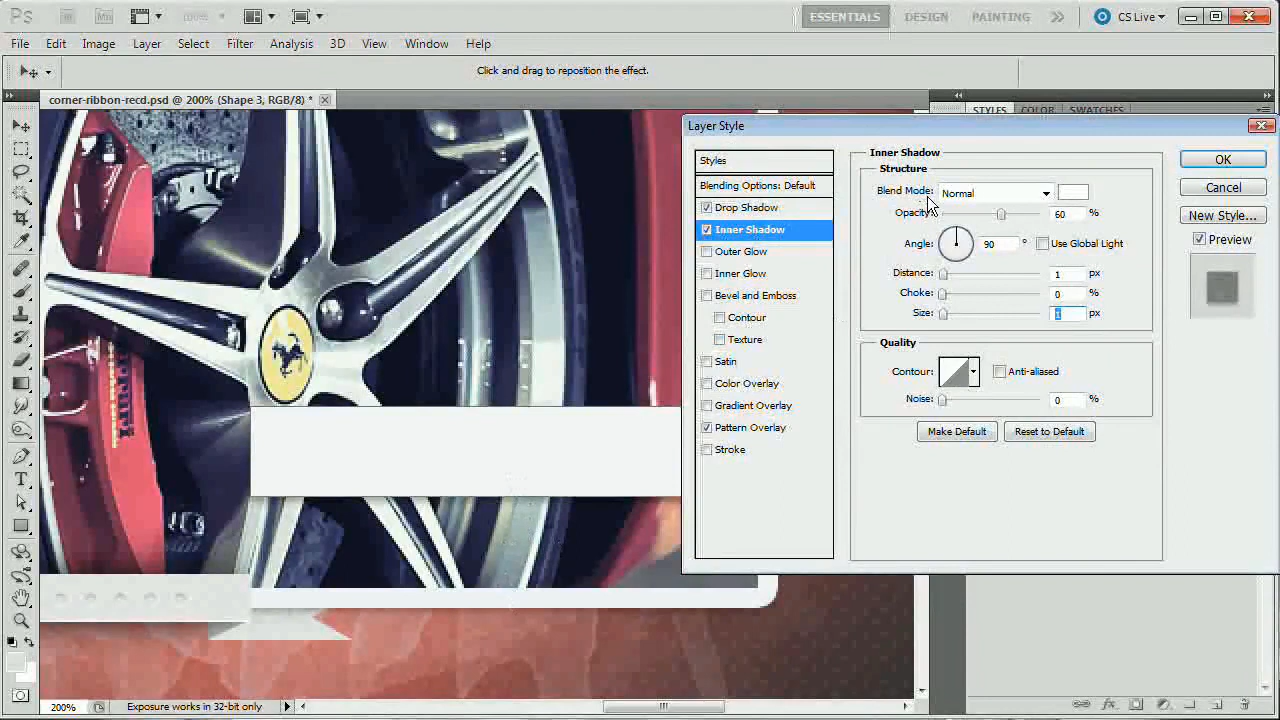 Ps Br Mn ESSENTIALS DESIGN PAINTING CS Live
File Edit Image Layer Select Filter Analysis 3D View Window Help
Click and drag to reposition the effect.
corner-ribbon-recd.psd @ 200% (Shape 3, RGB/8) *
STYLES COLOR SWATCHES
Layer Style
Styles
Blending Options: Default
Drop Shadow
Inner Shadow
Outer Glow
Inner Glow
Bevel and Emboss
Contour
Texture
Satin
Color Overlay
Gradient Overlay
Pattern Overlay
Stroke
Inner Shadow
Structure
Blend Mode: Normal
Opacity: 60 %
Angle: 90 ° Use Global Light
Distance: 1 px
Choke: 0 %
Size: 1 px
Quality
Contour: Anti-aliased
Noise: 0 %
Make Default Reset to Default
OK
Cancel
New Style...
Preview
200% Exposure works in 32-bit only